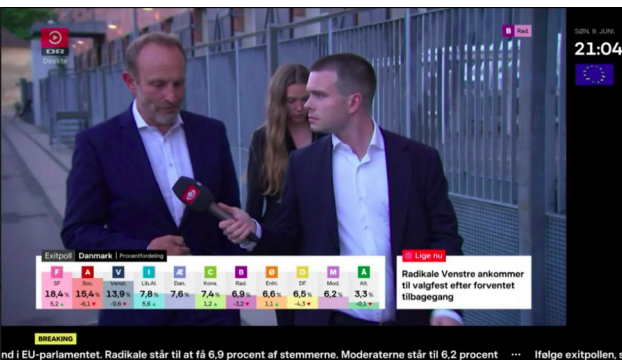 DR
Direkte
B Rad.
SØN. 9. JUNI.
21:04
Exitpoll Danmark | Procentfordeling
F A V I Æ C B Ø O M Å
SF Soc. Venst. Lib.Al. Dan. Kons. Rad. Enhl. DF Mod. Alt.
18,4% 15,4% 13,9% 7,8% 7,6% 7,4% 6,9% 6,6% 6,5% 6,2% 3,3%
5,2 ▲ -6,1 ▼ -9,6 ▼ 5,6 ▲ 1,2 ▲ -3,2 ▼ 1,1 ▲ -4,3 ▼ -0,1 ▼
Lige nu
Radikale Venstre ankommer
til valgfest efter forventet
tilbagegang
BREAKING
nd i EU-parlamentet. Radikale står til at få 6,9 procent af stemmerne. Moderaterne står til 6,2 procent ··· Ifølge exitpollen, s